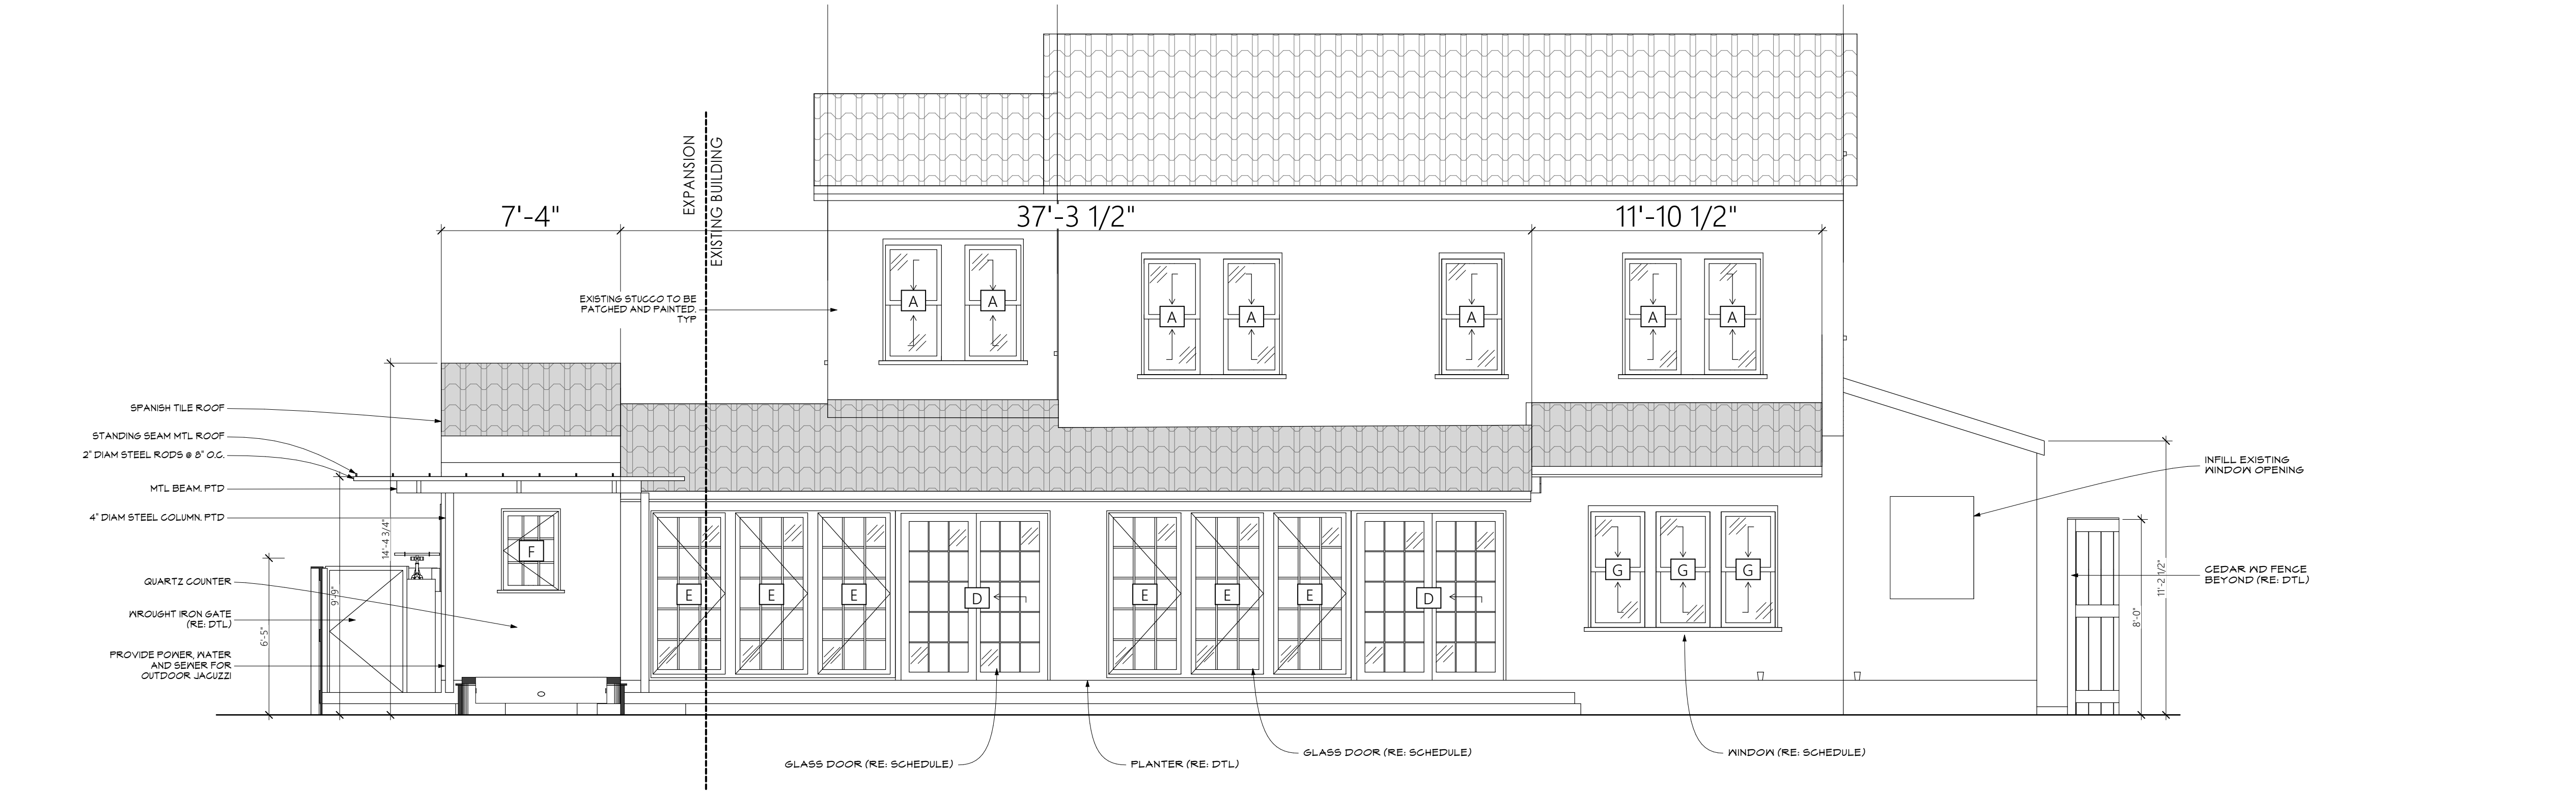 EXPANSION
EXISTING BUILDING
7'-4"
37'-3 1/2"
11'-10 1/2"
EXISTING STUCCO TO BE
PATCHED AND PAINTED,
TYP
A
A
A
A
A
A
A
SPANISH TILE ROOF
STANDING SEAM MTL ROOF
2" DIAM STEEL RODS @ 8" O.C.
MTL BEAM, PTD
4" DIAM STEEL COLUMN, PTD
QUARTZ COUNTER
WROUGHT IRON GATE
(RE: DTL)
PROVIDE POWER, WATER
AND SEWER FOR
OUTDOOR JACUZZI
6'-5"
9'-9"
14'-4 3/4"
F
E
E
E
D
E
E
E
D
G
G
G
INFILL EXISTING
WINDOW OPENING
CEDAR WD FENCE
BEYOND (RE: DTL)
8'-0"
11'-2 1/2"
GLASS DOOR (RE: SCHEDULE)
PLANTER (RE: DTL)
GLASS DOOR (RE: SCHEDULE)
WINDOW (RE: SCHEDULE)